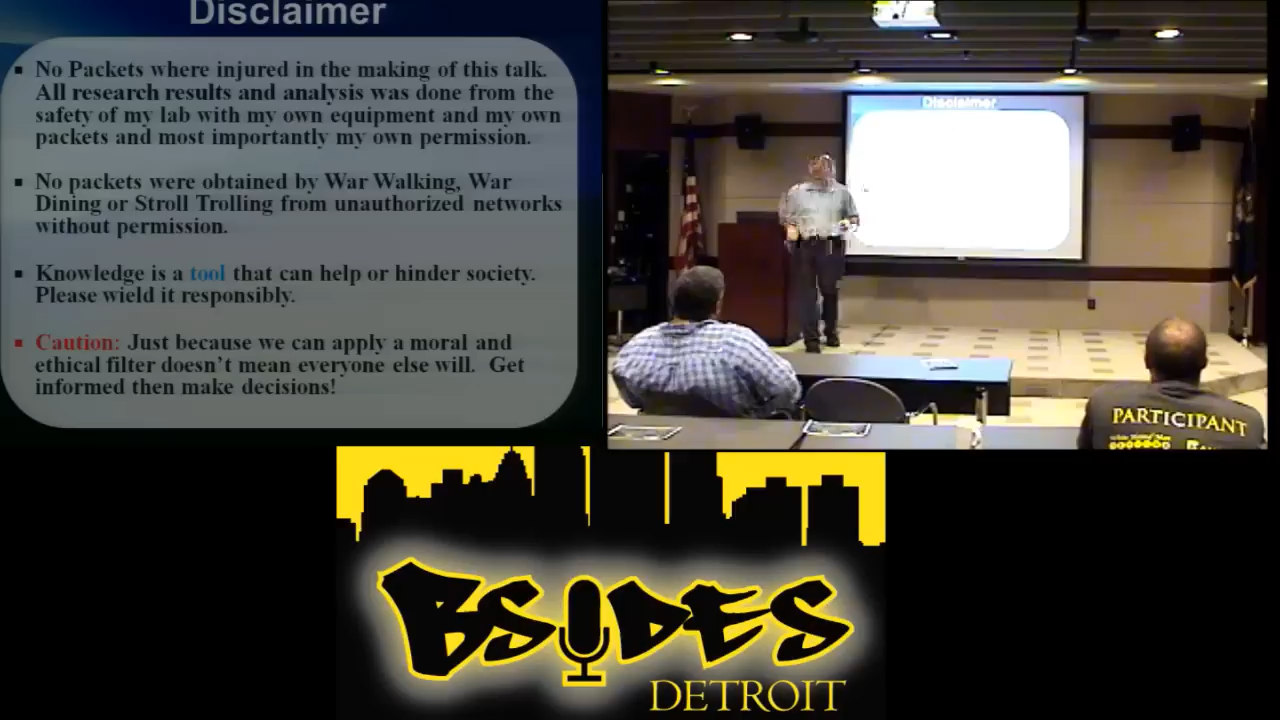 Disclaimer
No Packets where injured in the making of this talk.
All research results and analysis was done from the
safety of my lab with my own equipment and my own
packets and most importantly my own permission.
No packets were obtained by War Walking, War
Dining or Stroll Trolling from unauthorized networks
without permission.
Knowledge is a tool that can help or hinder society.
Please wield it responsibly.
Caution: Just because we can apply a moral and
ethical filter doesn’t mean everyone else will. Get
informed then make decisions!
Disclaimer
PARTICIPANT
BSIDES
DETROIT